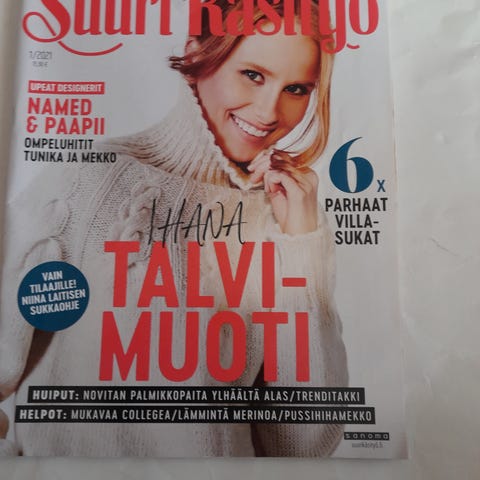 Suuri Käsityö
1/2021
UPEAT DESIGNERIT
NAMED
& PAAPII
OMPELUHITIT
TUNIKA JA MEKKO
6 x
PARHAAT
VILLA-
SUKAT
IHANA
TALVI-
MUOTI
VAIN
TILAAJILLE!
NIINA LAITISEN
SUKKAOHJE
HUIPUT: NOVITAN PALMIKKOPAITA YLHÄÄLTÄ ALAS/TRENDITAKKI
HELPOT: MUKAVAA COLLEGEA/LÄMMINTÄ MERINOA/PUSSIHIHAMEKKO
sanoma